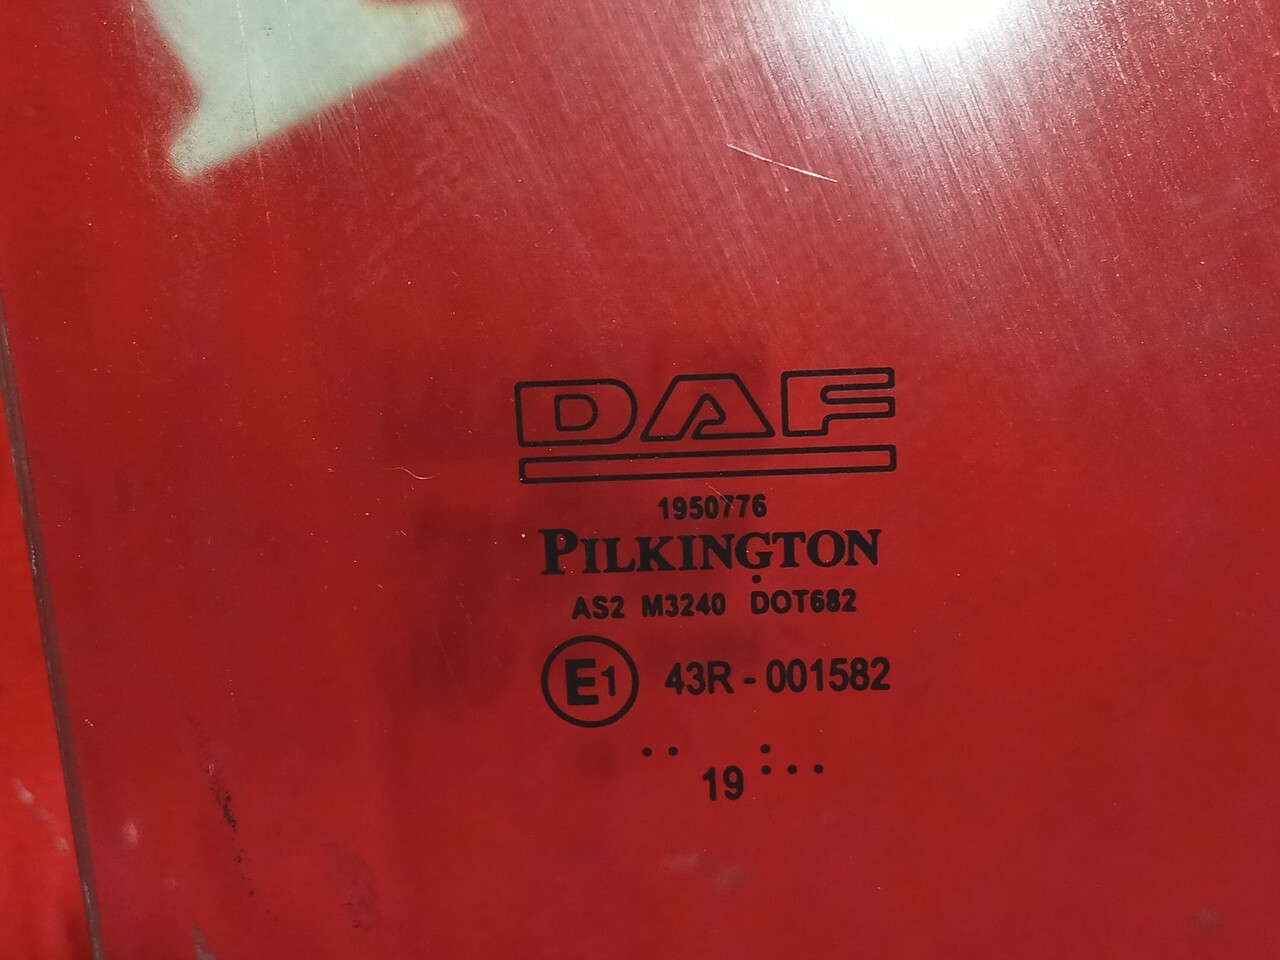 DAF
1950776
PILKINGTON
AS2 M3240 DOT682
E1 43R - 001582
19